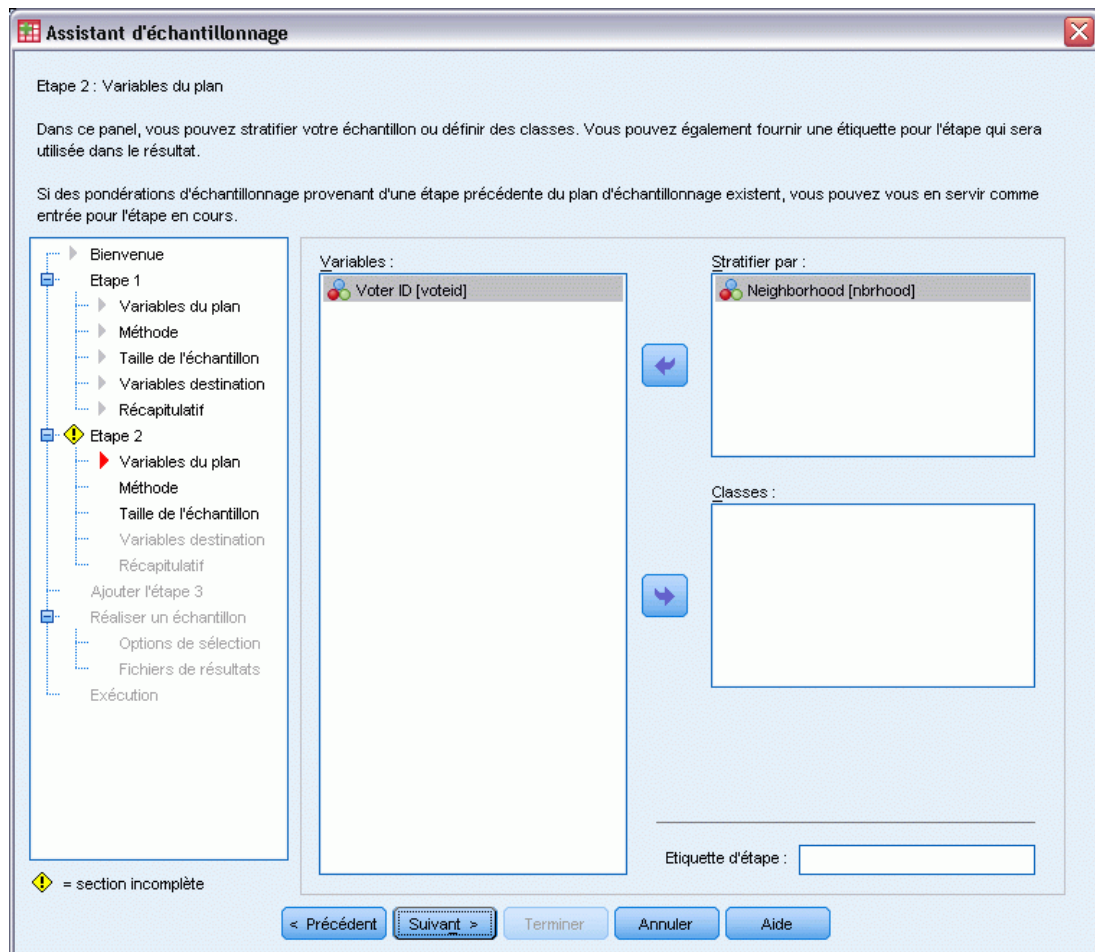 Assistant d'échantillonnage
Etape 2 : Variables du plan
Dans ce panel, vous pouvez stratifier votre échantillon ou définir des classes. Vous pouvez également fournir une étiquette pour l'étape qui sera
utilisée dans le résultat.
Si des pondérations d'échantillonnage provenant d'une étape précédente du plan d'échantillonnage existent, vous pouvez vous en servir comme
entrée pour l'étape en cours.
Bienvenue
Etape 1
Variables du plan
Méthode
Taille de l'échantillon
Variables destination
Récapitulatif
Etape 2
Variables du plan
Méthode
Taille de l'échantillon
Variables destination
Récapitulatif
Ajouter l'étape 3
Réaliser un échantillon
Options de sélection
Fichiers de résultats
Exécution
= section incomplète
Variables :
Voter ID [voteid]
Stratifier par :
Neighborhood [nbrhood]
Classes :
Etiquette d'étape :
< Précédent
Suivant >
Terminer
Annuler
Aide